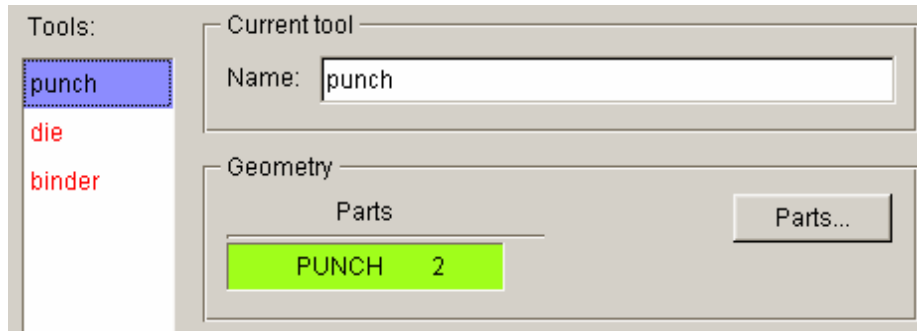 Tools:
punch
die
binder
Current tool
Name: punch
Geometry
Parts
Parts...
PUNCH 2